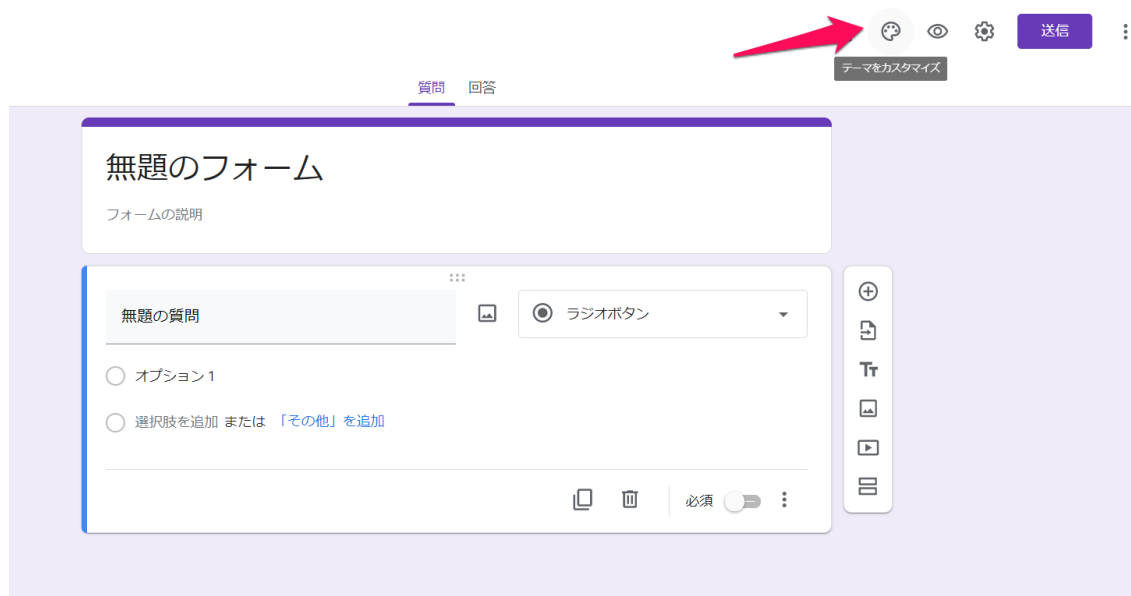 送信
テーマをカスタマイズ
質問 回答
無題のフォーム
フォームの説明
無題の質問
ラジオボタン
オプション 1
選択肢を追加 または 「その他」を追加
必須